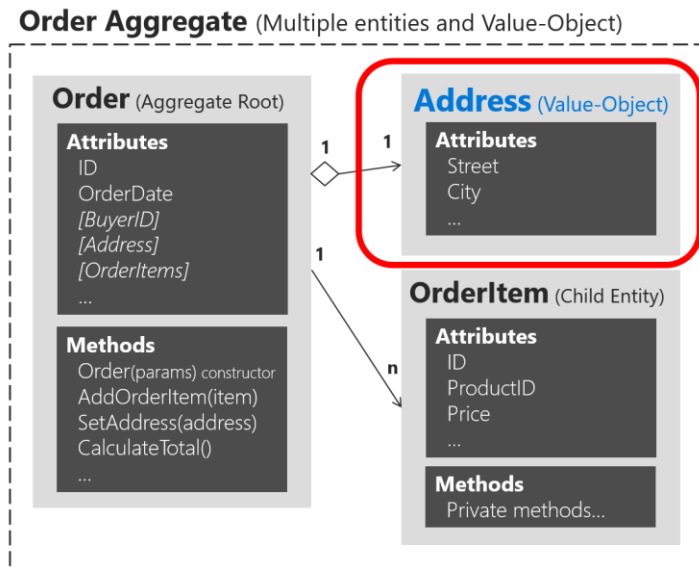 Order Aggregate (Multiple entities and Value-Object)
Order (Aggregate Root)
Attributes
ID
OrderDate
[BuyerID]
[Address]
[OrderItems]
...
Methods
Order(params) constructor
AddOrderItem(item)
SetAddress(address)
CalculateTotal()
...
1
1
Address (Value-Object)
Attributes
Street
City
...
1
n
OrderItem (Child Entity)
Attributes
ID
ProductID
Price
...
Methods
Private methods...